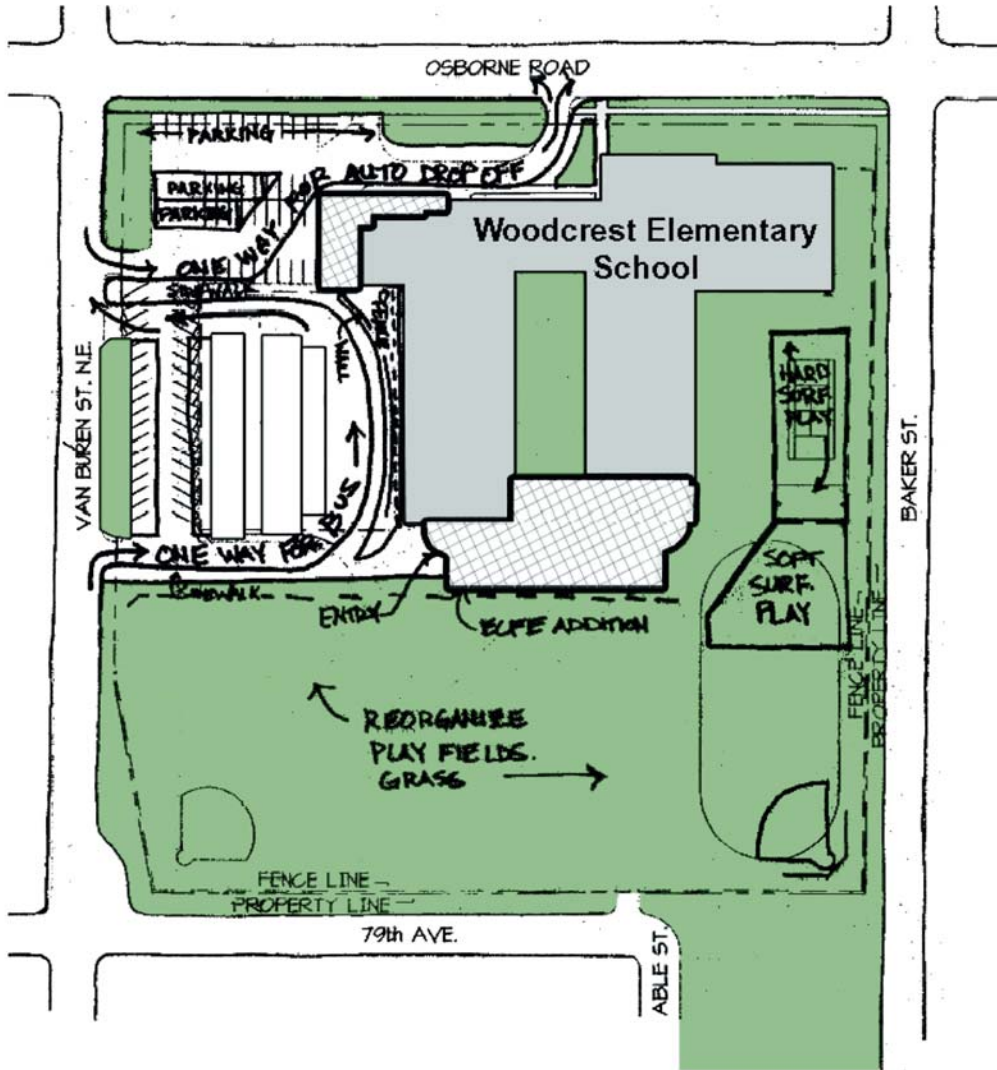 OSBORNE ROAD
PARKING
PARKING
PARKING
ONE WAY FOR AUTO DROP OFF
Woodcrest Elementary
School
SIDEWALK
VAN BUREN ST. N.E.
HARD
SURF.
PLAY
BAKER ST.
ONE WAY FOR BUS
SIDEWALK
SOFT
SURF.
PLAY
ENTRY
ECFE ADDITION
FENCE LINE
PROPERTY LINE
REORGANIZE
PLAY FIELDS.
GRASS
FENCE LINE
PROPERTY LINE
79th AVE.
ABLE ST.